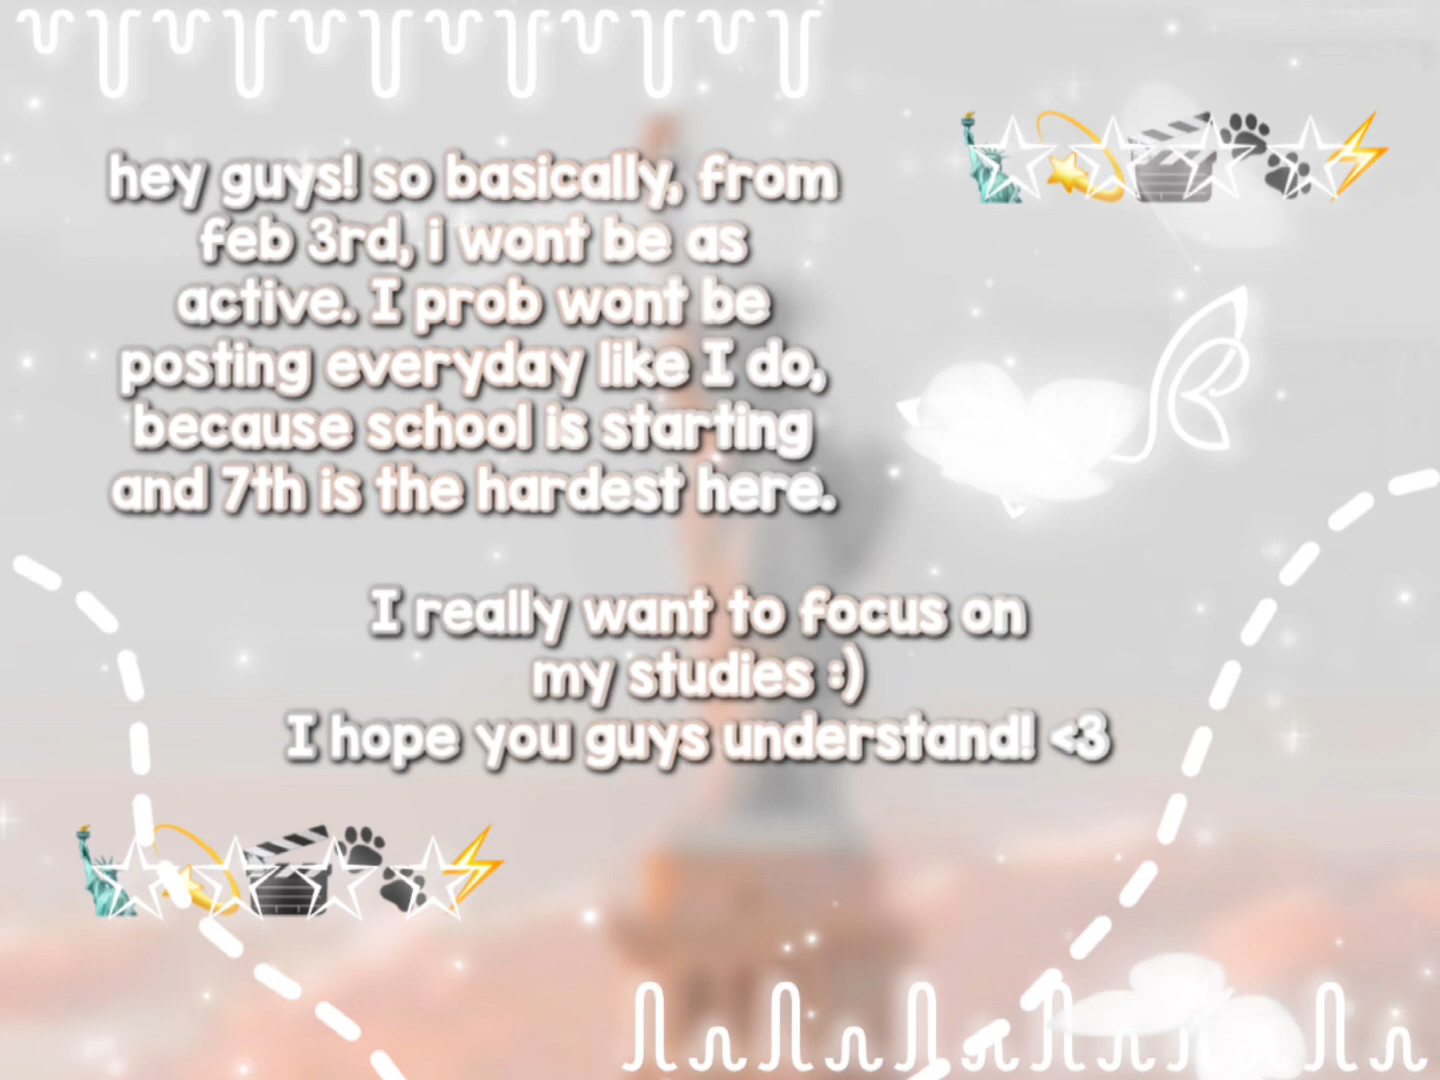 hey guys! so basically, from
feb 3rd, i wont be as
active. I prob wont be
posting everyday like I do,
because school is starting
and 7th is the hardest here.
I really want to focus on
my studies :)
I hope you guys understand! <3